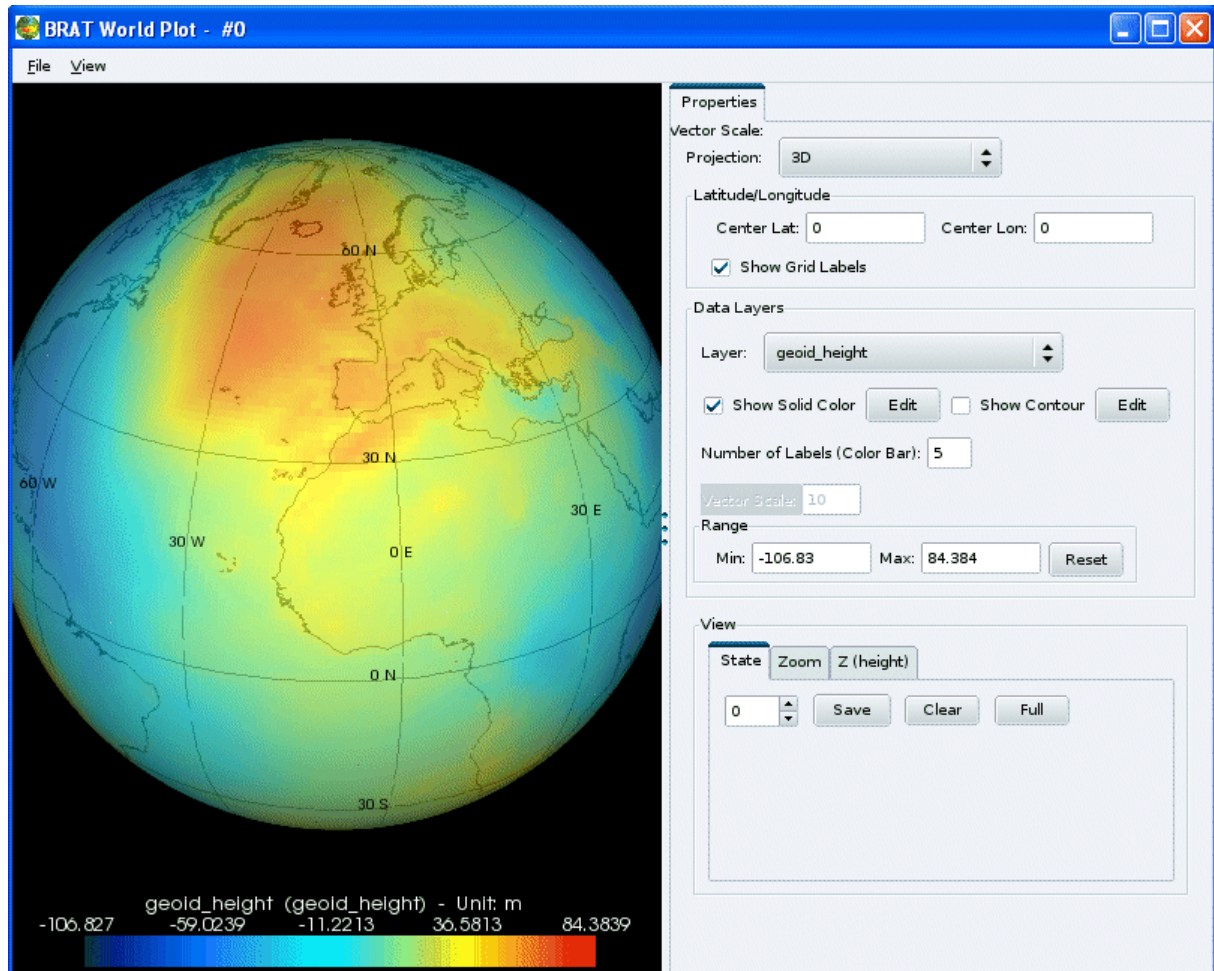 BRAT World Plot - #0
File View
Properties
Vector Scale:
Projection: 3D
Latitude/Longitude
Center Lat: 0 Center Lon: 0
Show Grid Labels
Data Layers
Layer: geoid_height
Show Solid Color Edit Show Contour Edit
Number of Labels (Color Bar): 5
Vector Scale: 10
Range
Min: -106.83 Max: 84.384 Reset
View
State Zoom Z (height)
0 Save Clear Full
60 N
30 N
60 W
30 E
30 W
0 E
0 N
30 S
geoid_height (geoid_height) - Unit: m
-106.827 -59.0239 -11.2213 36.5813 84.3839